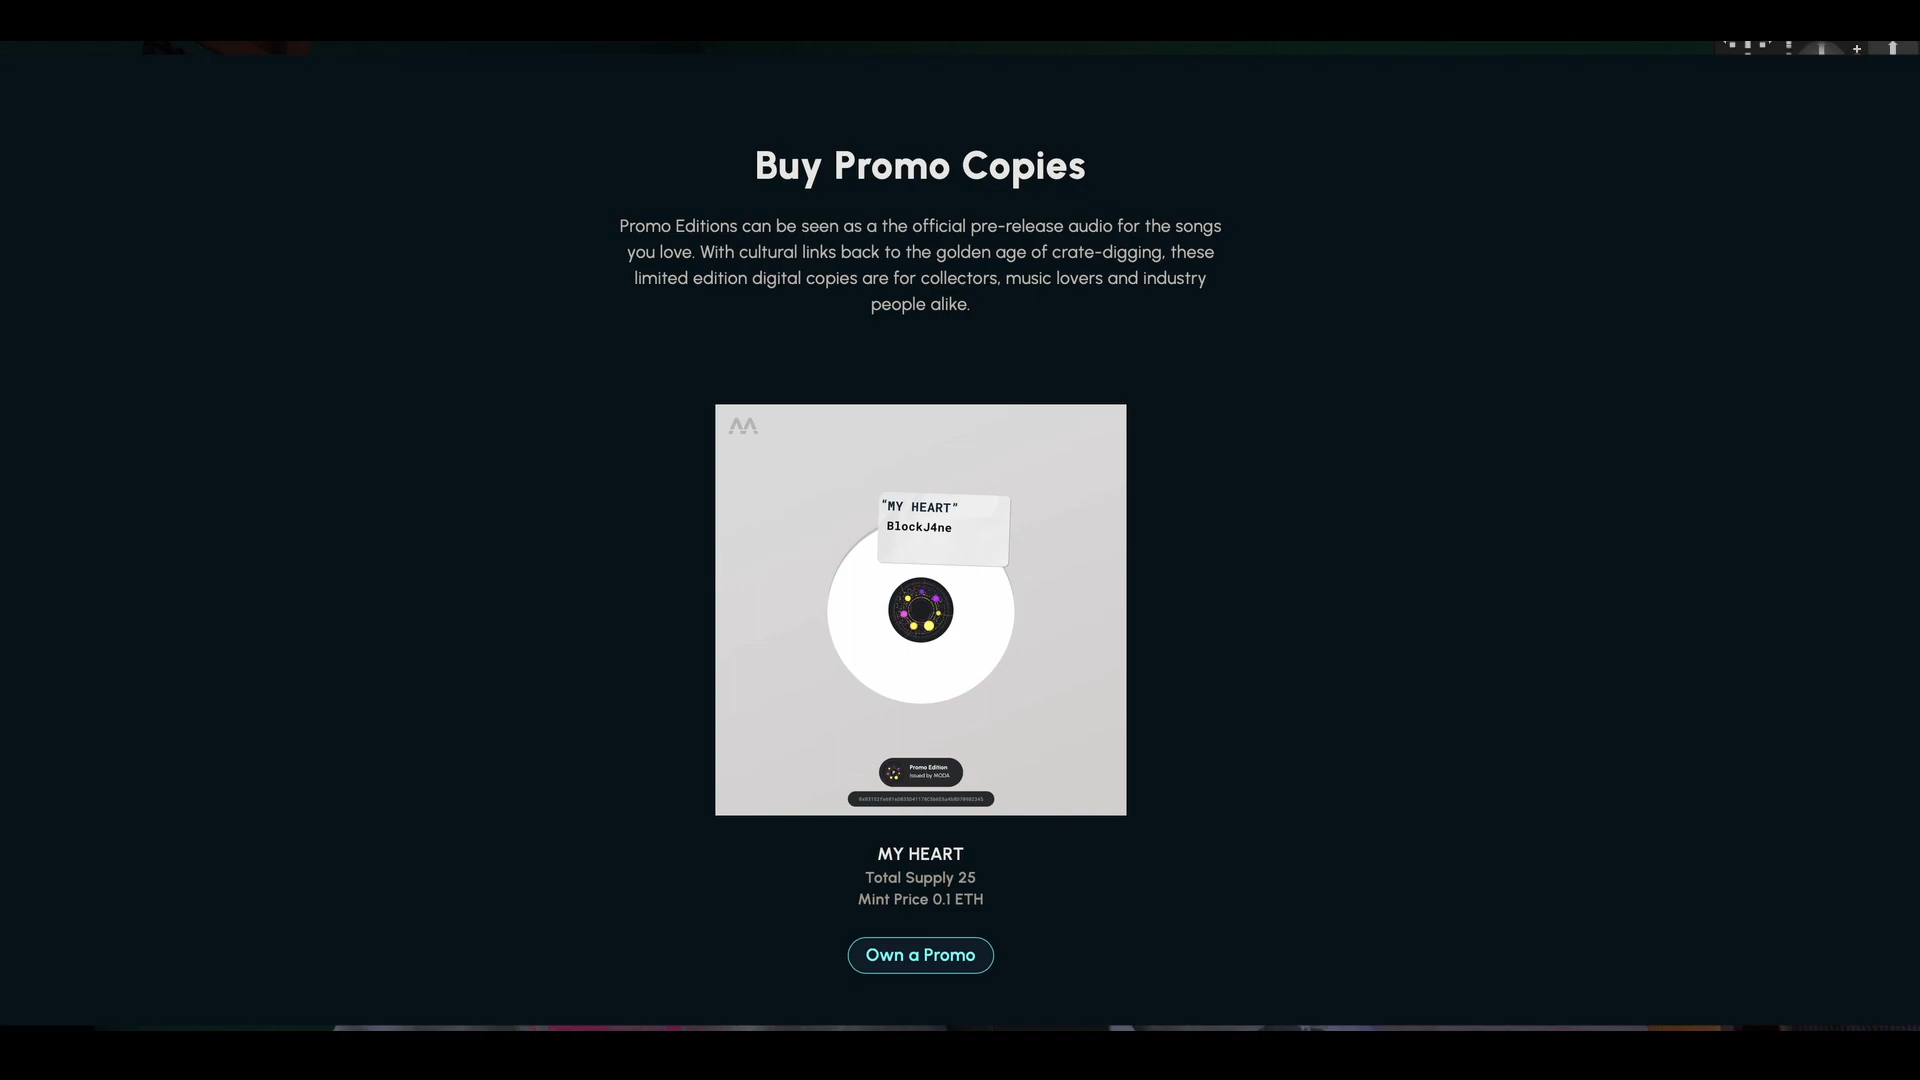 Buy Promo Copies
Promo Editions can be seen as a the official pre-release audio for the songs
you love. With cultural links back to the golden age of crate-digging, these
limited edition digital copies are for collectors, music lovers and industry
people alike.
“MY HEART”
BlockJ4ne
Promo Edition
Issued by MODA
MY HEART
Total Supply 25
Mint Price 0.1 ETH
Own a Promo